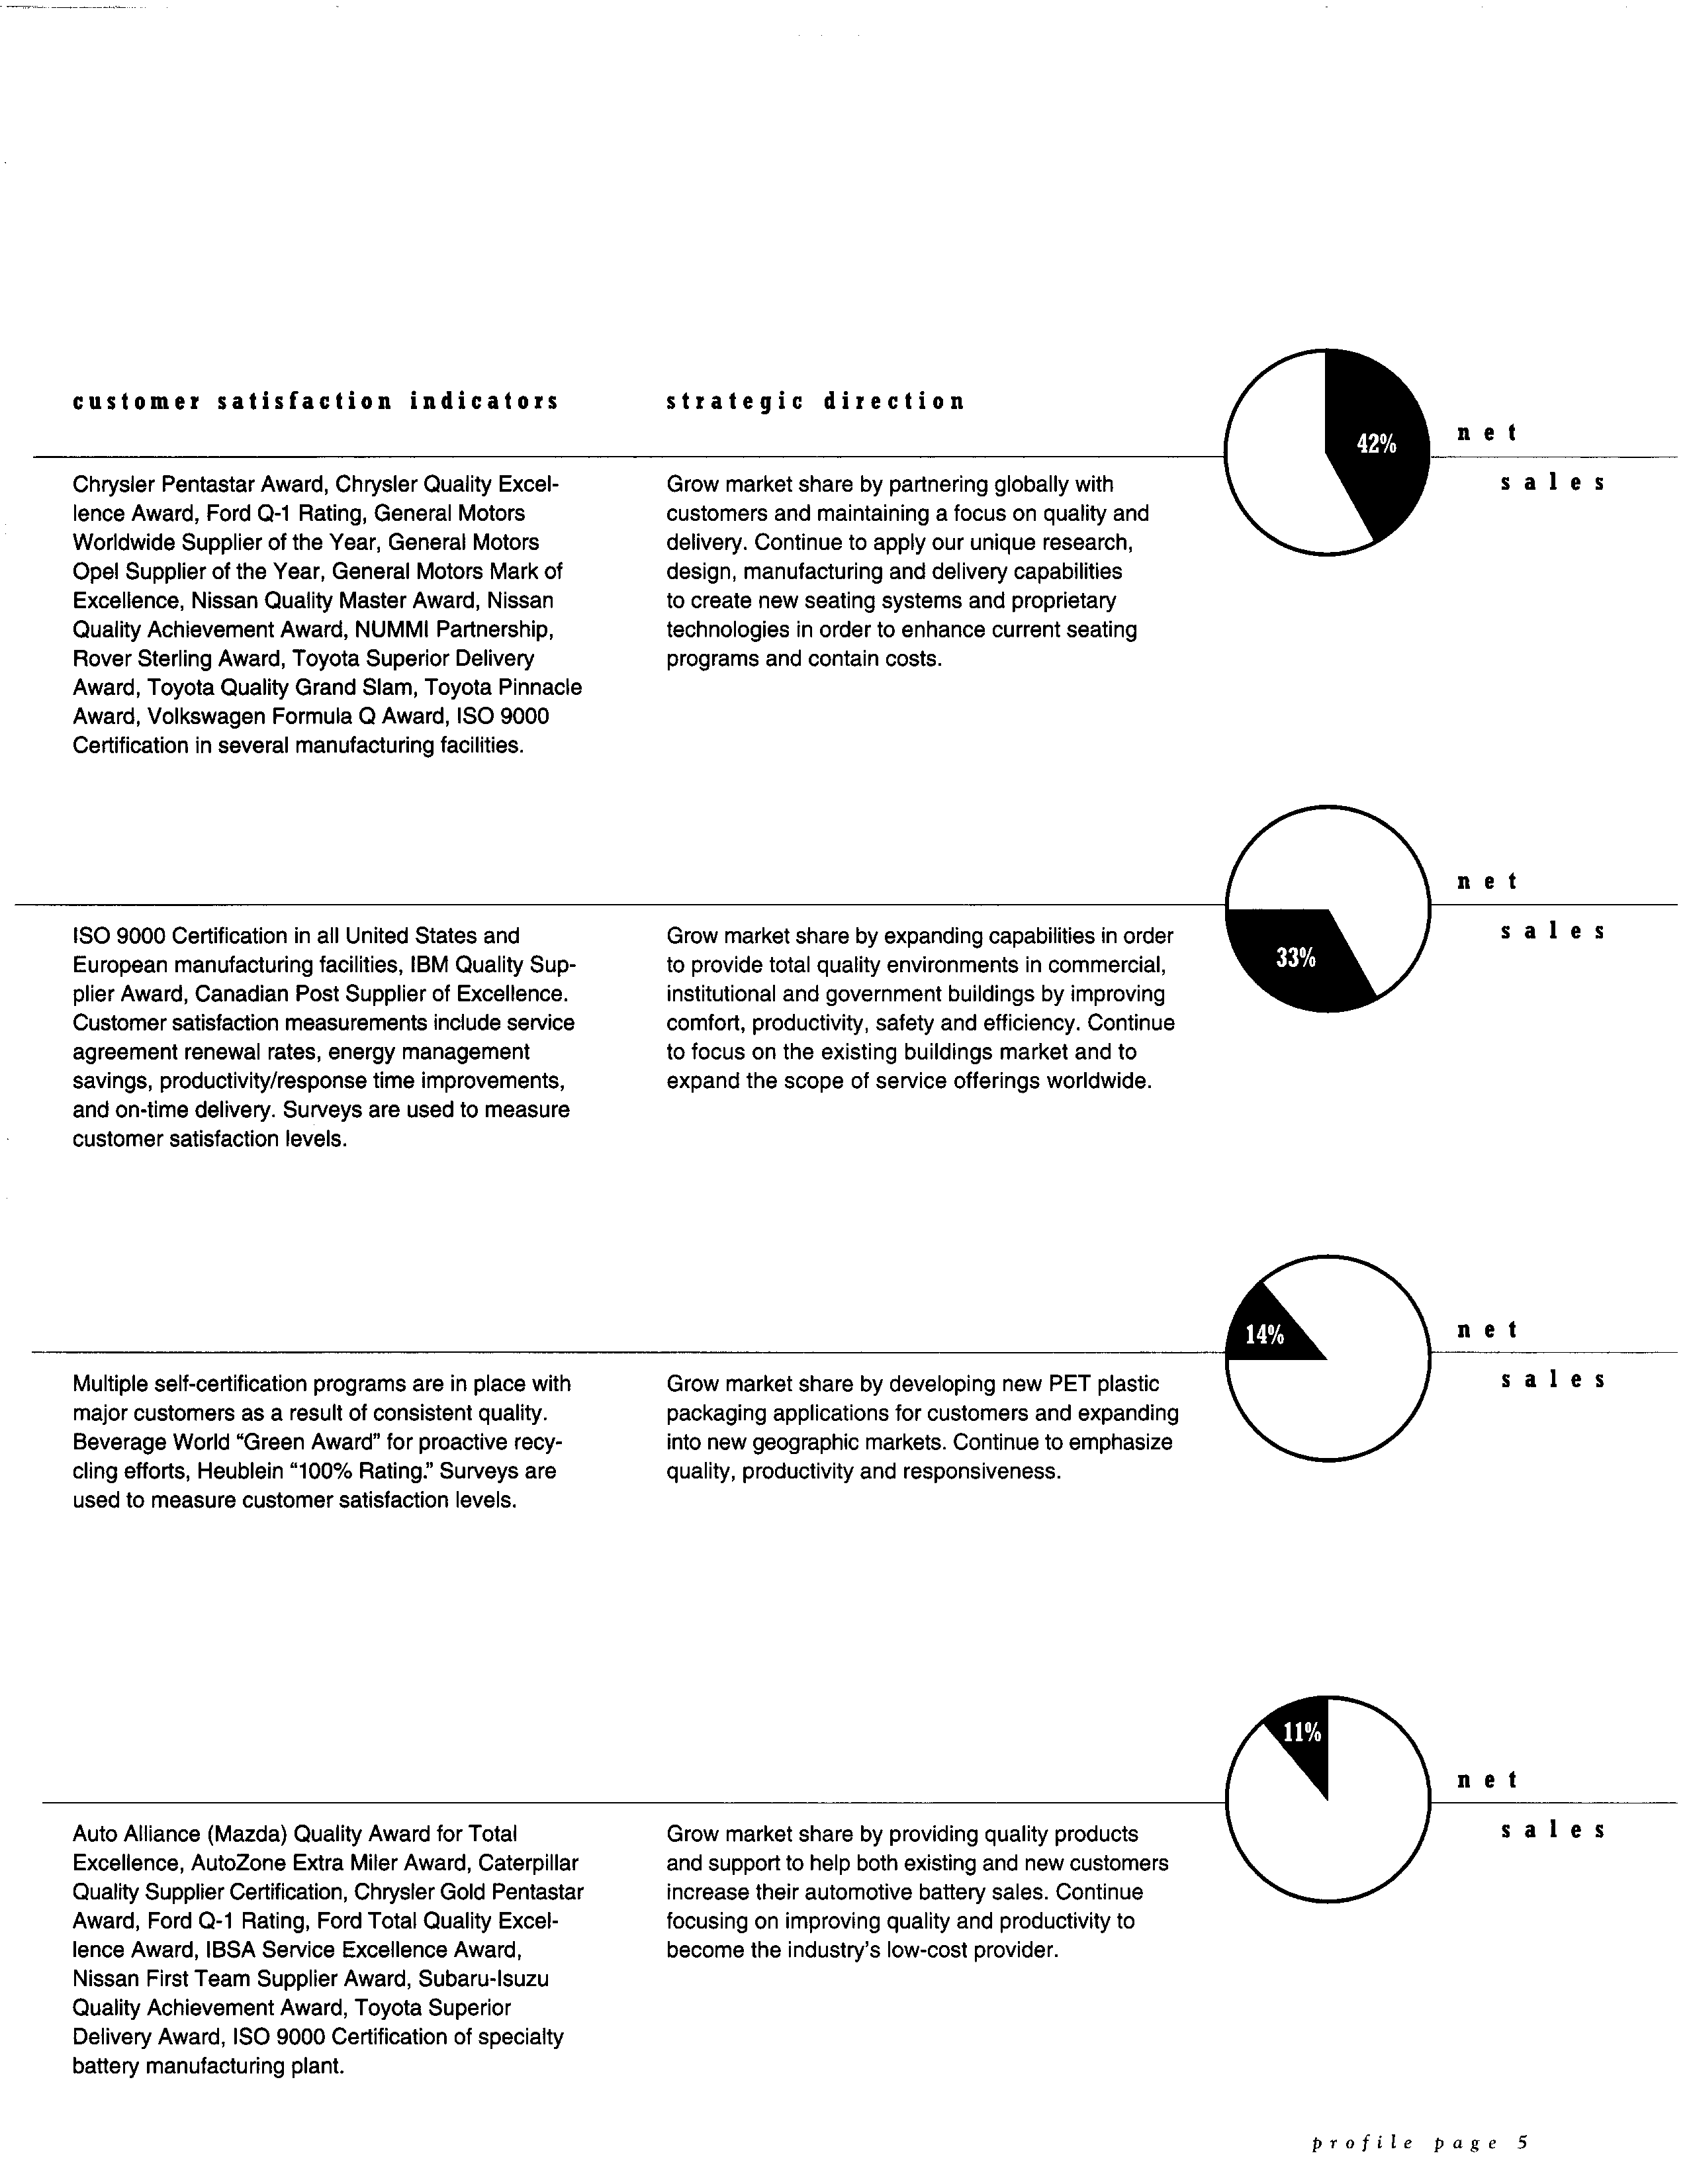 customer satisfaction indicators
strategic direction
42%
net
sales
Chrysler Pentastar Award, Chrysler Quality Excel-
lence Award, Ford Q-1 Rating, General Motors
Worldwide Supplier of the Year, General Motors
Opel Supplier of the Year, General Motors Mark of
Excellence, Nissan Quality Master Award, Nissan
Quality Achievement Award, NUMMI Partnership,
Rover Sterling Award, Toyota Superior Delivery
Award, Toyota Quality Grand Slam, Toyota Pinnacle
Award, Volkswagen Formula Q Award, ISO 9000
Certification in several manufacturing facilities.
Grow market share by partnering globally with
customers and maintaining a focus on quality and
delivery. Continue to apply our unique research,
design, manufacturing and delivery capabilities
to create new seating systems and proprietary
technologies in order to enhance current seating
programs and contain costs.
33%
net
sales
ISO 9000 Certification in all United States and
European manufacturing facilities, IBM Quality Sup-
plier Award, Canadian Post Supplier of Excellence.
Customer satisfaction measurements include service
agreement renewal rates, energy management
savings, productivity/response time improvements,
and on-time delivery. Surveys are used to measure
customer satisfaction levels.
Grow market share by expanding capabilities in order
to provide total quality environments in commercial,
institutional and government buildings by improving
comfort, productivity, safety and efficiency. Continue
to focus on the existing buildings market and to
expand the scope of service offerings worldwide.
14%
net
sales
Multiple self-certification programs are in place with
major customers as a result of consistent quality.
Beverage World “Green Award” for proactive recy-
cling efforts, Heublein “100% Rating.” Surveys are
used to measure customer satisfaction levels.
Grow market share by developing new PET plastic
packaging applications for customers and expanding
into new geographic markets. Continue to emphasize
quality, productivity and responsiveness.
11%
net
sales
Auto Alliance (Mazda) Quality Award for Total
Excellence, AutoZone Extra Miler Award, Caterpillar
Quality Supplier Certification, Chrysler Gold Pentastar
Award, Ford Q-1 Rating, Ford Total Quality Excel-
lence Award, IBSA Service Excellence Award,
Nissan First Team Supplier Award, Subaru-Isuzu
Quality Achievement Award, Toyota Superior
Delivery Award, ISO 9000 Certification of specialty
battery manufacturing plant.
Grow market share by providing quality products
and support to help both existing and new customers
increase their automotive battery sales. Continue
focusing on improving quality and productivity to
become the industry’s low-cost provider.
profile page 5